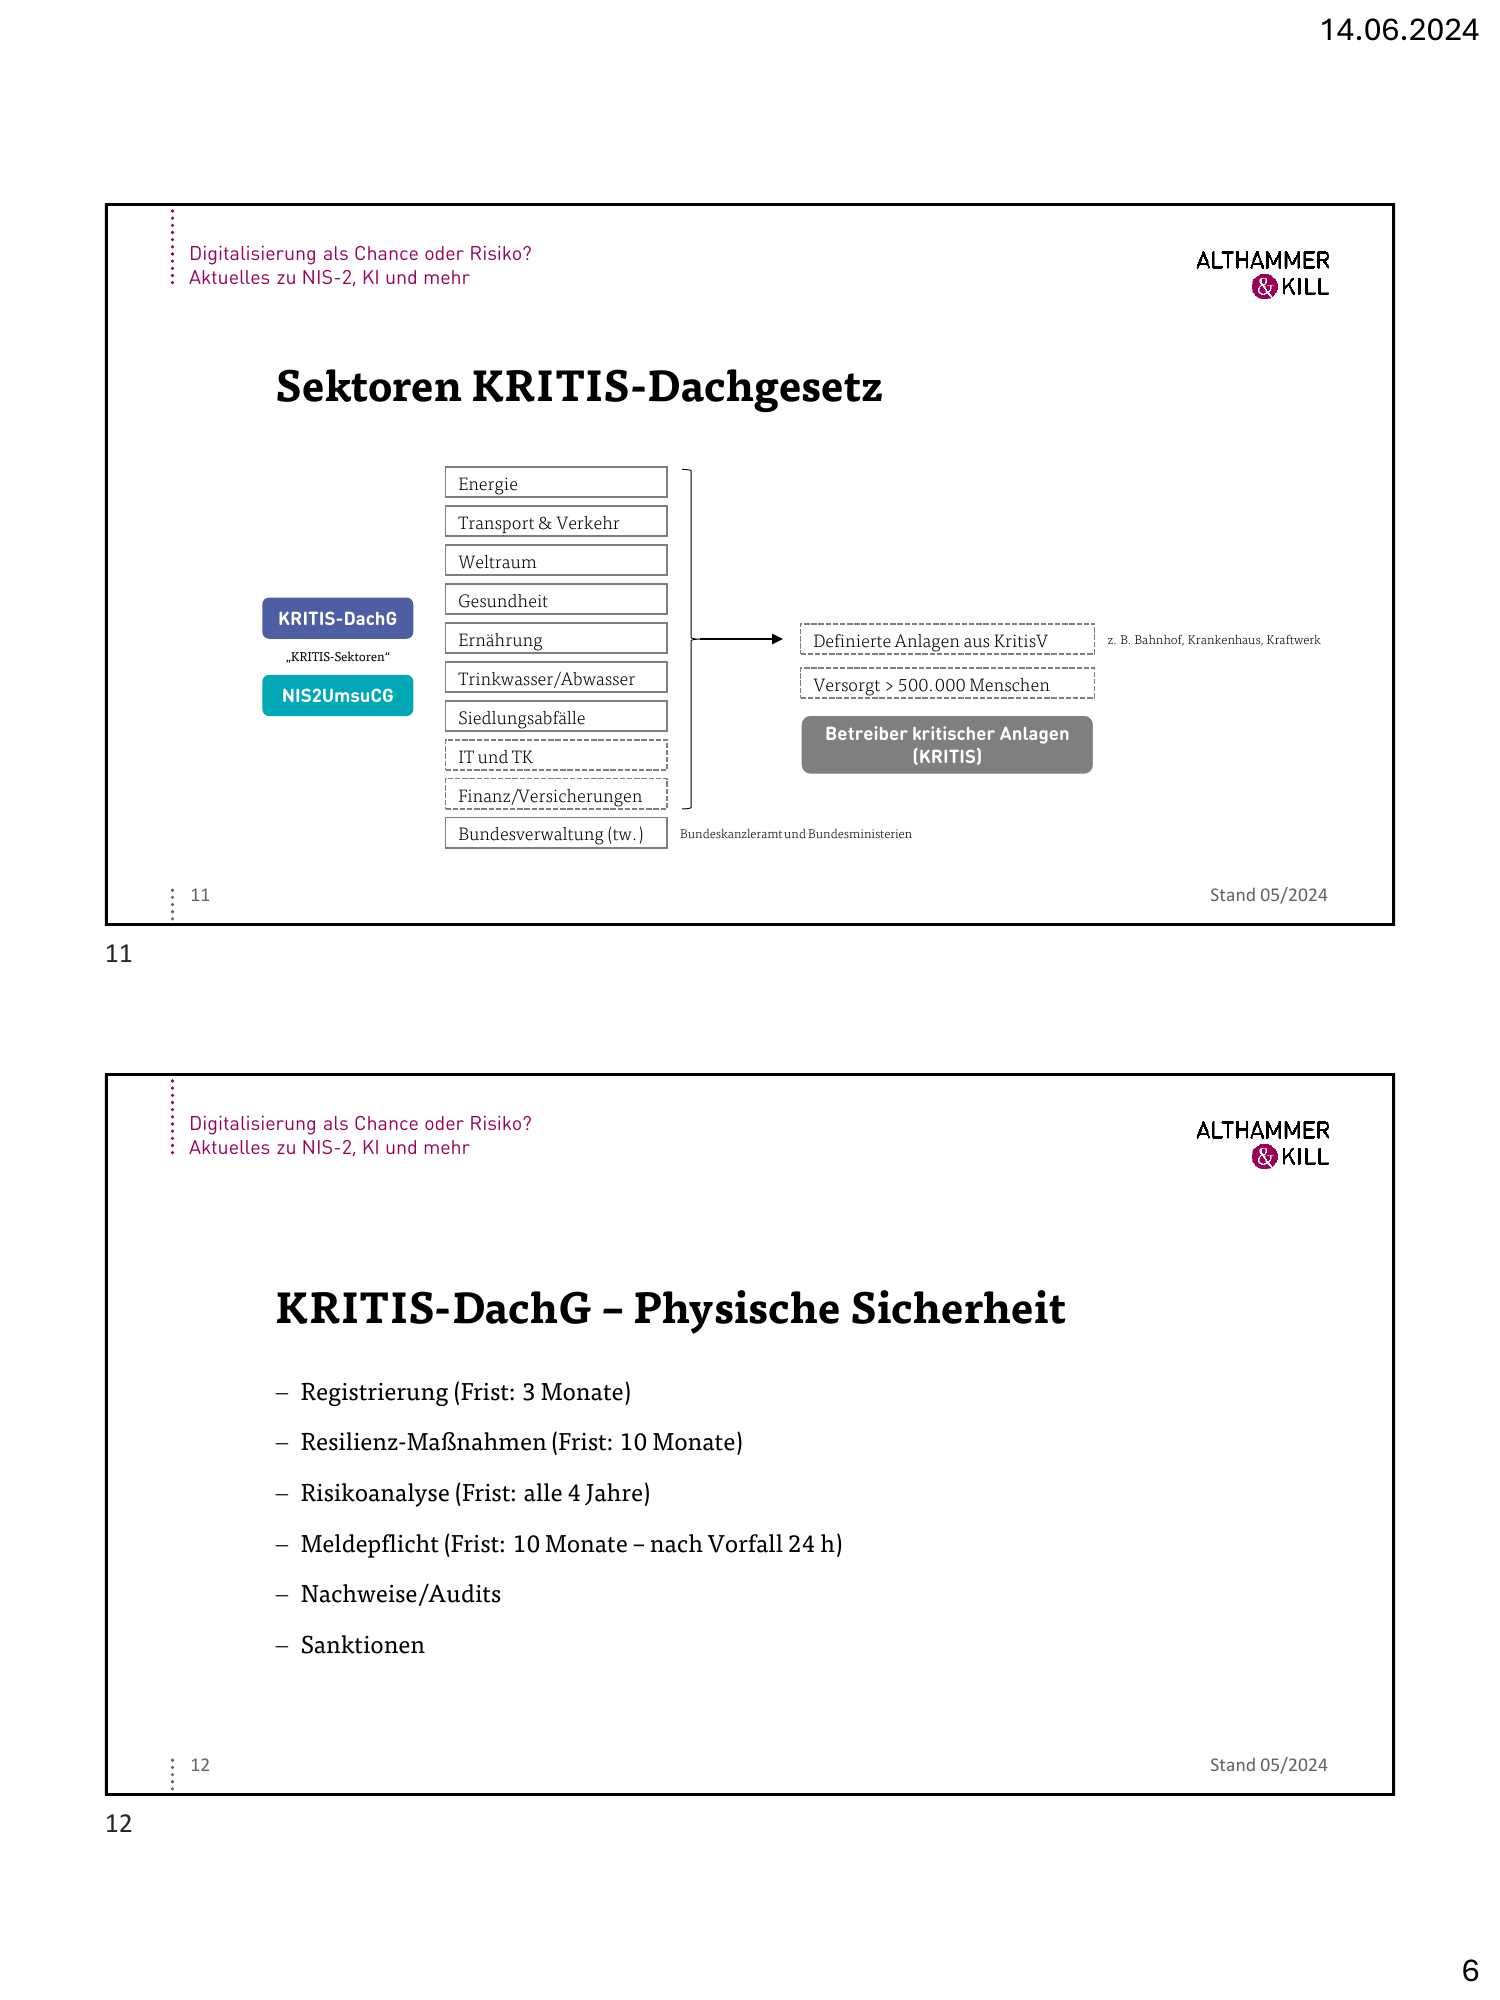 14.06.2024
Digitalisierung als Chance oder Risiko?
Aktuelles zu NIS-2, KI und mehr
ALTHAMMER
& KILL
Sektoren KRITIS-Dachgesetz
KRITIS-DachG
„KRITIS-Sektoren“
NIS2UmsuCG
Energie
Transport & Verkehr
Weltraum
Gesundheit
Ernährung
Trinkwasser/Abwasser
Siedlungsabfälle
IT und TK
Finanz/Versicherungen
Bundesverwaltung (tw.)
Bundeskanzleramt und Bundesministerien
Definierte Anlagen aus KritisV
z. B. Bahnhof, Krankenhaus, Kraftwerk
Versorgt > 500.000 Menschen
Betreiber kritischer Anlagen
(KRITIS)
11
Stand 05/2024
11
Digitalisierung als Chance oder Risiko?
Aktuelles zu NIS-2, KI und mehr
ALTHAMMER
& KILL
KRITIS-DachG – Physische Sicherheit
– Registrierung (Frist: 3 Monate)
– Resilienz-Maßnahmen (Frist: 10 Monate)
– Risikoanalyse (Frist: alle 4 Jahre)
– Meldepflicht (Frist: 10 Monate – nach Vorfall 24 h)
– Nachweise/Audits
– Sanktionen
12
Stand 05/2024
12
6